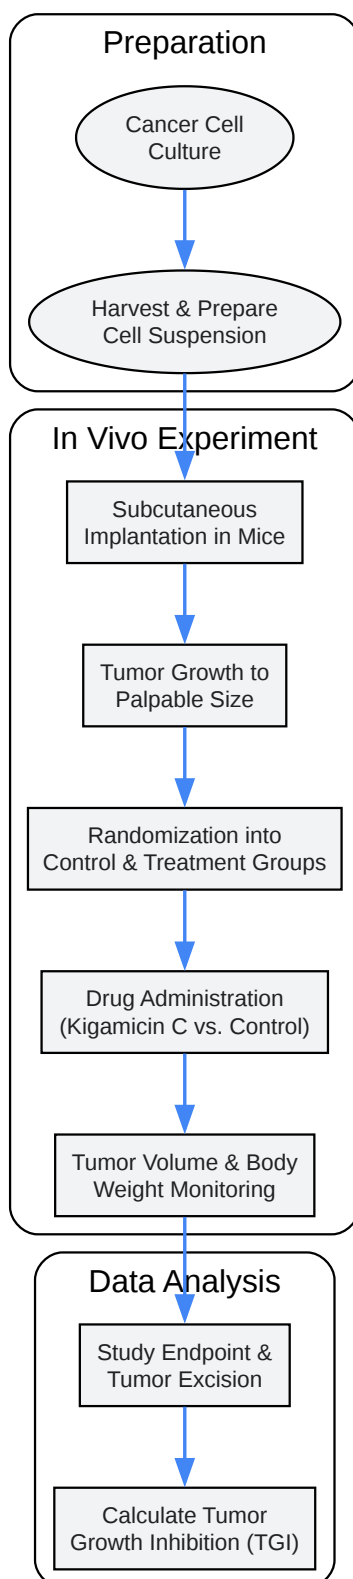 Preparation
Cancer Cell
Culture
Harvest & Prepare
Cell Suspension
In Vivo Experiment
Subcutaneous
Implantation in Mice
Tumor Growth to
Palpable Size
Randomization into
Control & Treatment Groups
Drug Administration
(Kigamicin C vs. Control)
Tumor Volume & Body
Weight Monitoring
Data Analysis
Study Endpoint &
Tumor Excision
Calculate Tumor
Growth Inhibition (TGI)